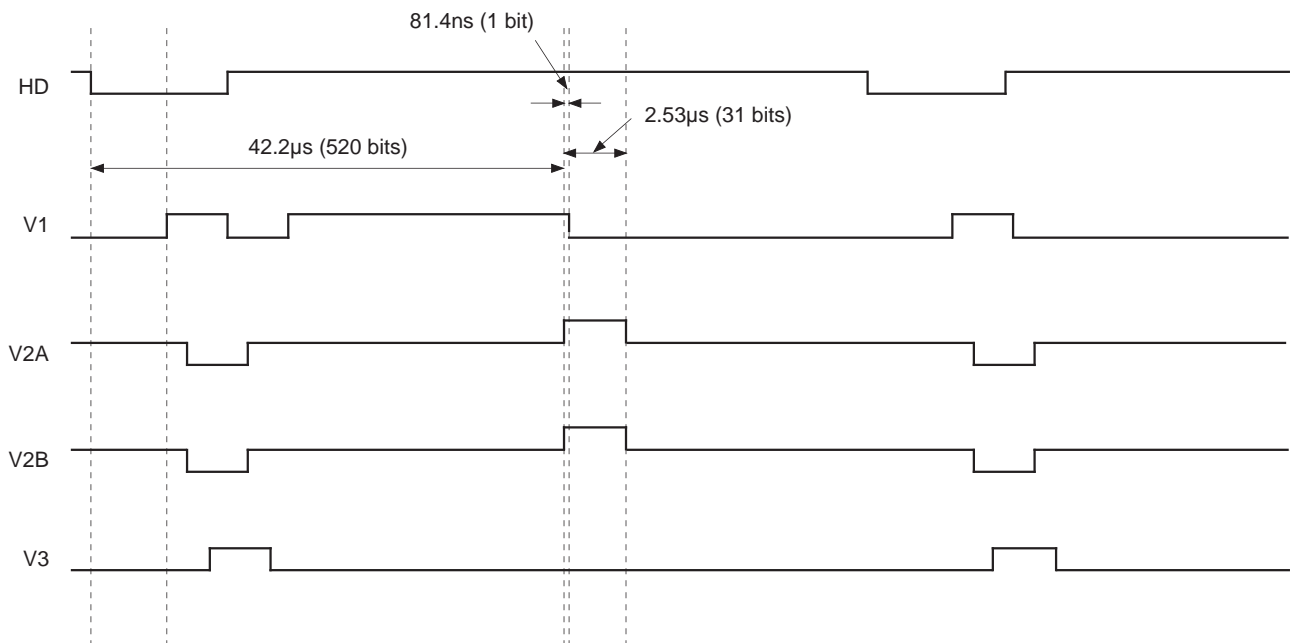 81.4ns (1 bit)
HD
2.53μs (31 bits)
42.2μs (520 bits)
V1
V2A
V2B
V3